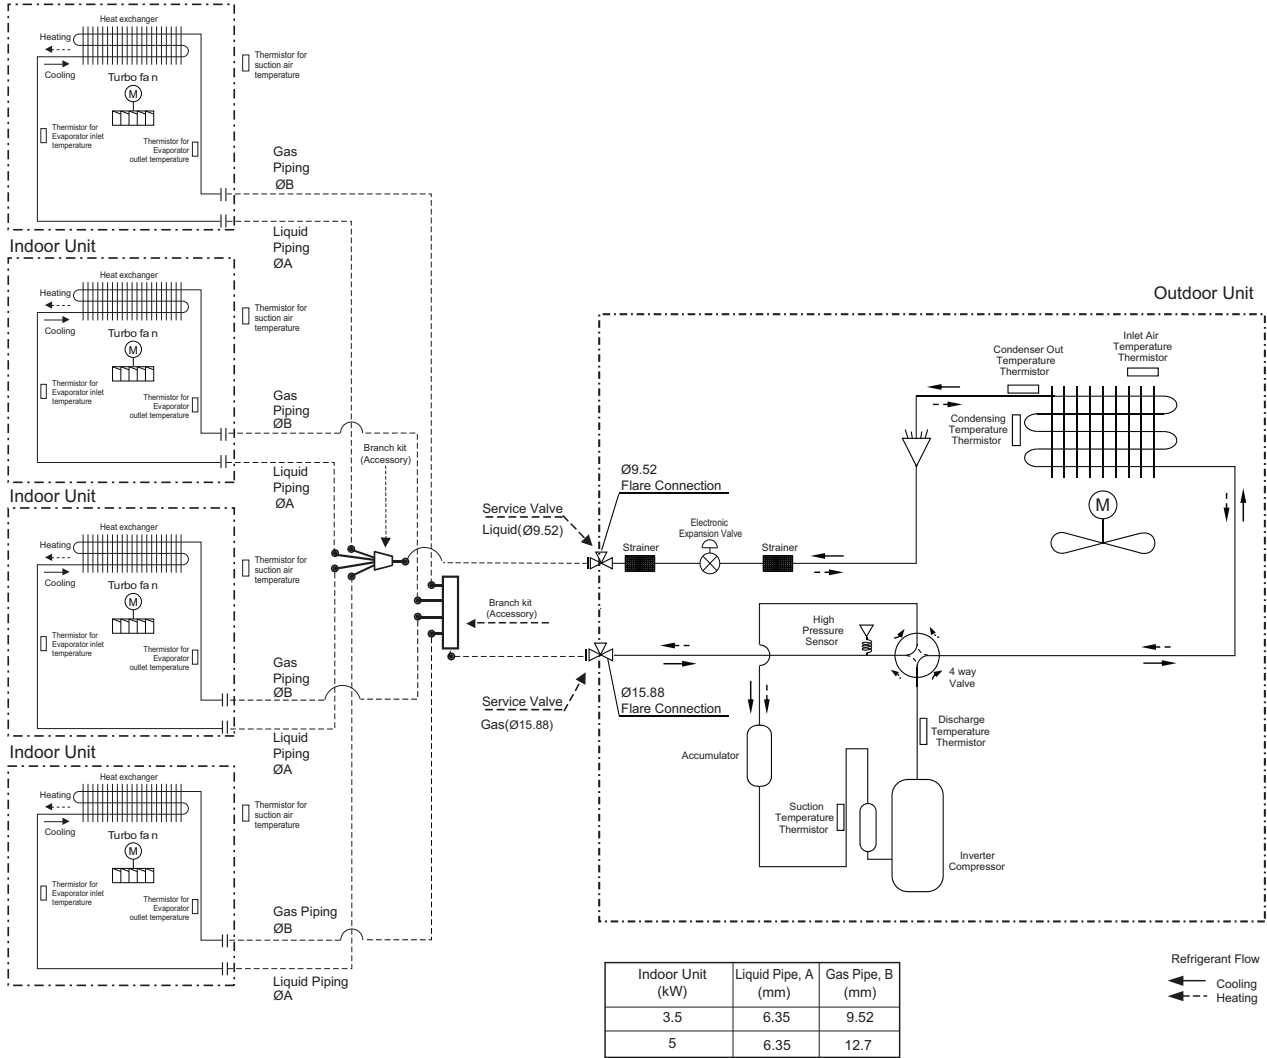 Heat exchanger
Heating
Cooling
Turbo fan
M
Thermistor for
Evaporator inlet
temperature
Thermistor for
Evaporator
outlet temperature
Thermistor for
suction air
temperature
Gas
Piping
ØB
Liquid
Piping
ØA
Indoor Unit
Heat exchanger
Heating
Cooling
Turbo fan
M
Thermistor for
Evaporator inlet
temperature
Thermistor for
Evaporator
outlet temperature
Thermistor for
suction air
temperature
Gas
Piping
ØB
Liquid
Piping
ØA
Indoor Unit
Heat exchanger
Heating
Cooling
Turbo fan
M
Thermistor for
Evaporator inlet
temperature
Thermistor for
Evaporator
outlet temperature
Thermistor for
suction air
temperature
Gas
Piping
ØB
Liquid
Piping
ØA
Indoor Unit
Heat exchanger
Heating
Cooling
Turbo fan
M
Thermistor for
Evaporator inlet
temperature
Thermistor for
Evaporator
outlet temperature
Thermistor for
suction air
temperature
Gas Piping
ØB
Liquid Piping
ØA
Branch kit
(Accessory)
Branch kit
(Accessory)
Service Valve
Liquid(Ø9.52)
Service Valve
Gas(Ø15.88)
Outdoor Unit
Ø9.52
Flare Connection
Strainer
Electronic
Expansion Valve
Strainer
Condenser Out
Temperature
Thermistor
Inlet Air
Temperature
Thermistor
Condensing
Temperature
Thermistor
M
High
Pressure
Sensor
4 way
Valve
Ø15.88
Flare Connection
Discharge
Temperature
Thermistor
Accumulator
Suction
Temperature
Thermistor
Inverter
Compressor
Indoor Unit (kW) Liquid Pipe, A (mm) Gas Pipe, B (mm)
3.5 6.35 9.52
5 6.35 12.7
Refrigerant Flow
Cooling
Heating